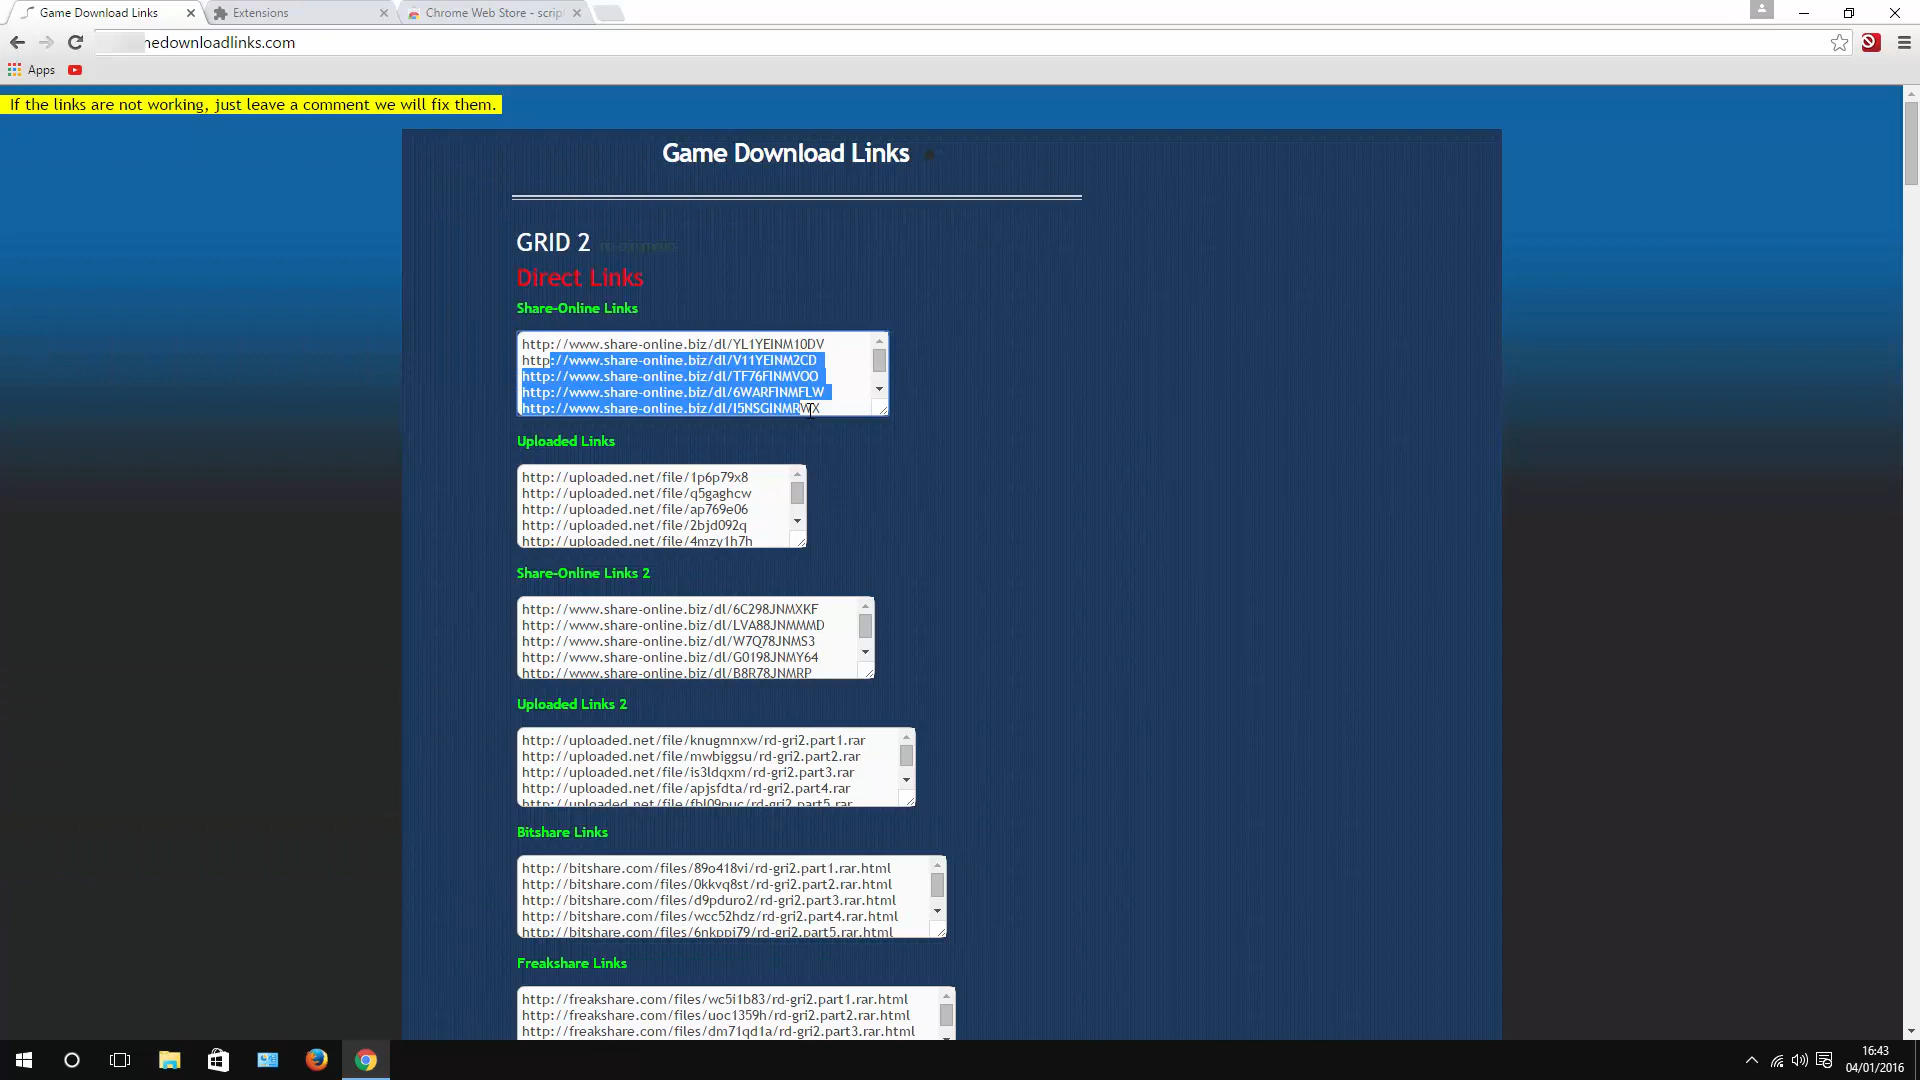 Game Download Links
Extensions
Chrome Web Store - scrip
nedownloadlinks.com
Apps
If the links are not working, just leave a comment we will fix them.
Game Download Links
GRID 2
Direct Links
Share-Online Links
http://www.share-online.biz/dl/YL1YEINM10DV
http://www.share-online.biz/dl/V11YEINM2CD
http://www.share-online.biz/dl/TF76FINMVOO
http://www.share-online.biz/dl/6WARFINMFLW
http://www.share-online.biz/dl/I5NSGINMRWX
Uploaded Links
http://uploaded.net/file/1p6p79x8
http://uploaded.net/file/q5gaghcw
http://uploaded.net/file/ap769e06
http://uploaded.net/file/2bjd092q
http://uploaded.net/file/4mzy1h7h
Share-Online Links 2
http://www.share-online.biz/dl/6C298JNMXKF
http://www.share-online.biz/dl/LVA88JNMMMD
http://www.share-online.biz/dl/W7Q78JNMS3
http://www.share-online.biz/dl/G0198JNMY64
http://www.share-online.biz/dl/B8R78JNMRP
Uploaded Links 2
http://uploaded.net/file/knugmnxw/rd-gri2.part1.rar
http://uploaded.net/file/mwbiggsu/rd-gri2.part2.rar
http://uploaded.net/file/is3ldqxm/rd-gri2.part3.rar
http://uploaded.net/file/apjsfdta/rd-gri2.part4.rar
http://uploaded.net/file/fbl09puc/rd-gri2.part5.rar
Bitshare Links
http://bitshare.com/files/89o418vi/rd-gri2.part1.rar.html
http://bitshare.com/files/0kkvq8st/rd-gri2.part2.rar.html
http://bitshare.com/files/d9pduro2/rd-gri2.part3.rar.html
http://bitshare.com/files/wcc52hdz/rd-gri2.part4.rar.html
http://bitshare.com/files/6nkppj79/rd-gri2.part5.rar.html
Freakshare Links
http://freakshare.com/files/wc5i1b83/rd-gri2.part1.rar.html
http://freakshare.com/files/uoc1359h/rd-gri2.part2.rar.html
http://freakshare.com/files/dm71qd1a/rd-gri2.part3.rar.html
16:43
04/01/2016